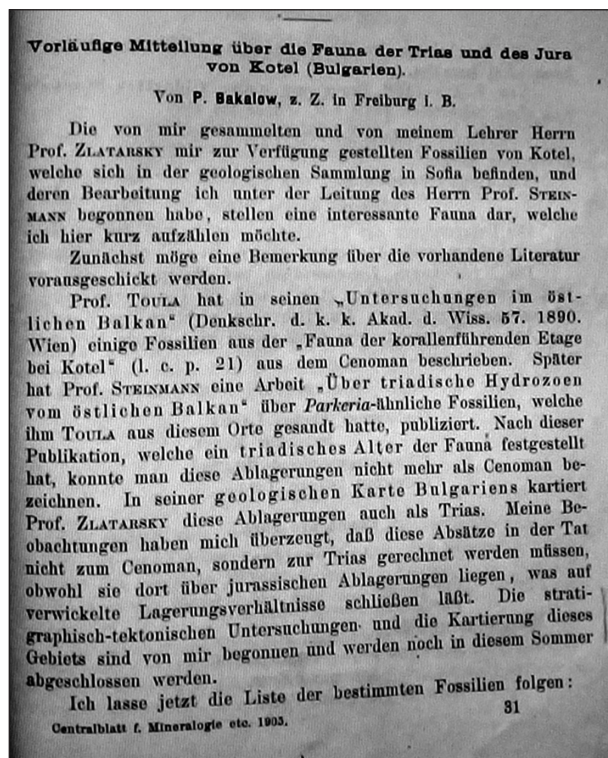 Vorläufige Mitteilung über die Fauna der Trias und des Jura
von Kotel (Bulgarien).
Von P. Bakalow, z. Z. in Freiburg i. B.
Die von mir gesammelten und von meinem Lehrer Herrn
Prof. ZLATARSKY mir zur Verfügung gestellten Fossilien von Kotel,
welche sich in der geologischen Sammlung in Sofia befinden, und
deren Bearbeitung ich unter der Leitung des Herrn Prof. STEIN-
MANN begonnen habe, stellen eine interessante Fauna dar, welche
ich hier kurz aufzählen möchte.
Zunächst möge eine Bemerkung über die vorhandene Literatur
vorausgeschickt werden.
Prof. TOULA hat in seinen „Untersuchungen im öst-
lichen Balkan“ (Denkschr. d. k. k. Akad. d. Wiss. 57. 1890.
Wien) einige Fossilien aus der „Fauna der korallenführenden Etage
bei Kotel“ (l. c. p. 21) aus dem Cenoman beschrieben. Später
hat Prof. STEINMANN eine Arbeit „Über triadische Hydrozoen
vom östlichen Balkan“ über Parkeria-ähnliche Fossilien, welche
ihm TOULA aus diesem Orte gesandt hatte, publiziert. Nach dieser
Publikation, welche ein triadisches Alter der Fauna festgestellt
hat, konnte man diese Ablagerungen nicht mehr als Cenoman be-
zeichnen. In seiner geologischen Karte Bulgariens kartiert
Prof. ZLATARSKY diese Ablagerungen auch als Trias. Meine Be-
obachtungen haben mich überzeugt, daß diese Absätze in der Tat
nicht zum Cenoman, sondern zur Trias gerechnet werden müssen,
obwohl sie dort über jurassischen Ablagerungen liegen, was auf
verwickelte Lagerungsverhältnisse schließen läßt. Die strati-
graphisch-tektonischen Untersuchungen und die Kartierung dieses
Gebiets sind von mir begonnen und werden noch in diesem Sommer
abgeschlossen werden.
Ich lasse jetzt die Liste der bestimmten Fossilien folgen:
Centralblatt f. Mineralogie etc. 1905.
31